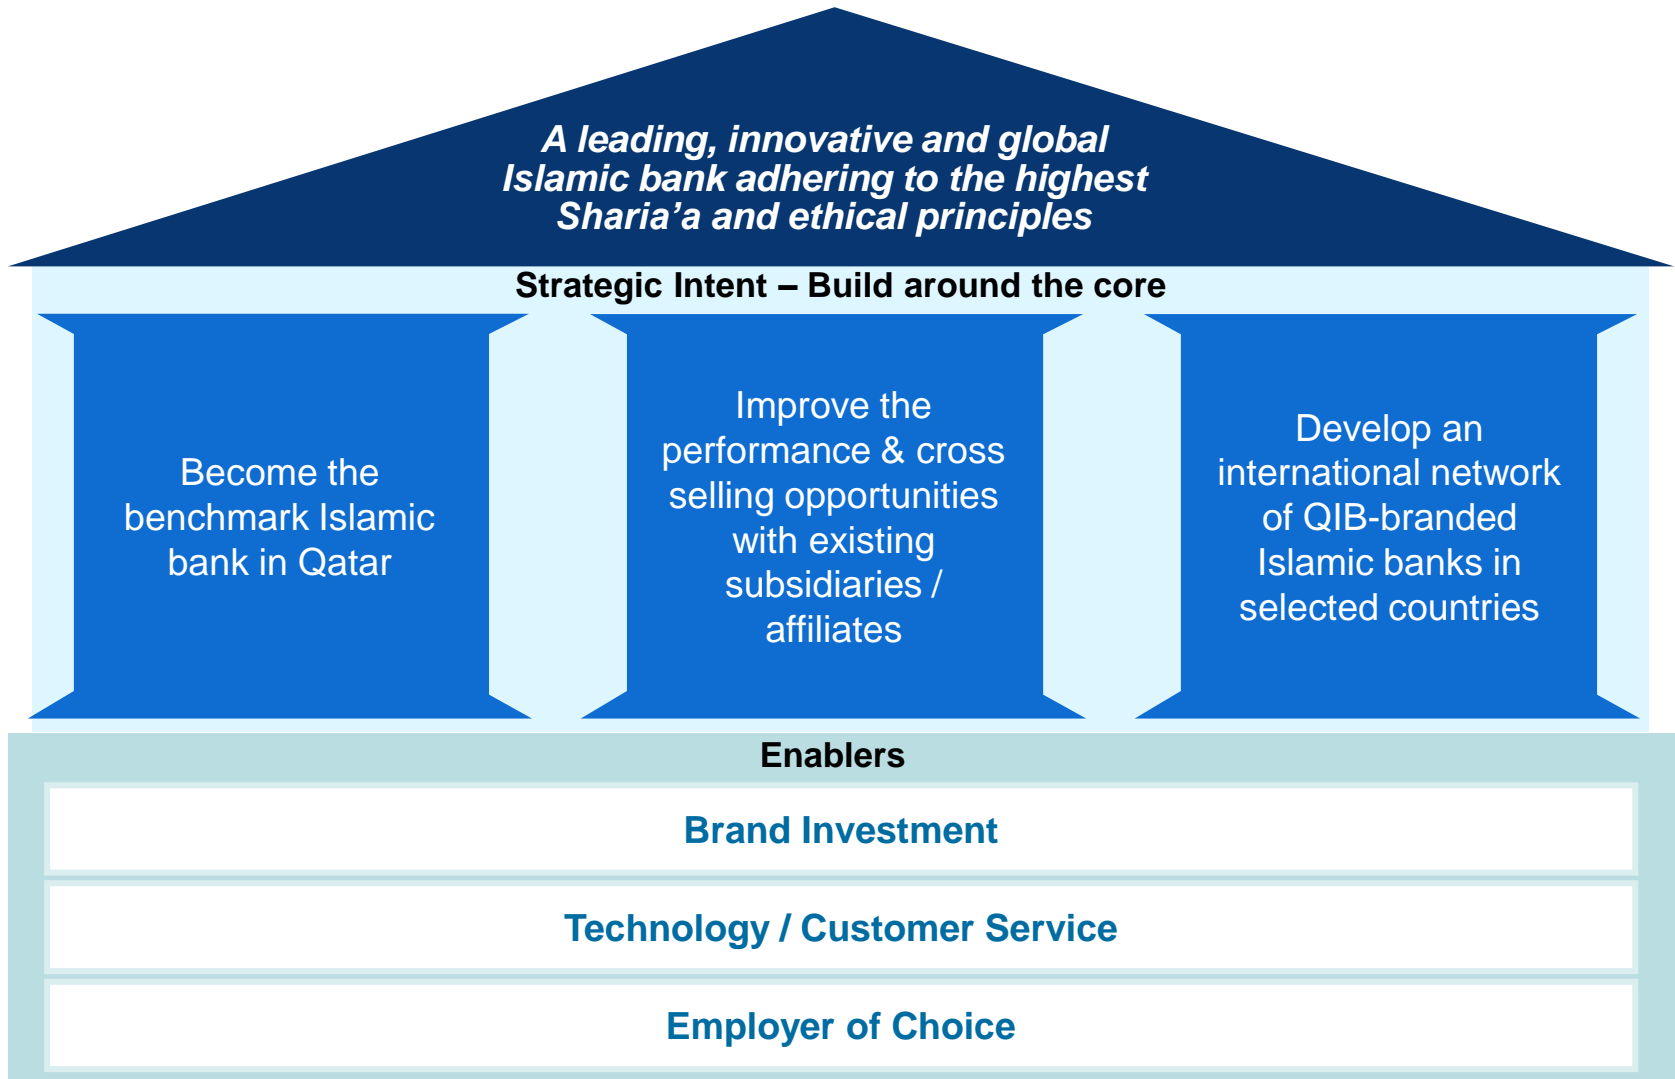 A leading, innovative and global
Islamic bank adhering to the highest
Sharia’a and ethical principles
Strategic Intent – Build around the core
Become the
benchmark Islamic
bank in Qatar
Improve the
performance & cross
selling opportunities
with existing
subsidiaries /
affiliates
Develop an
international network
of QIB-branded
Islamic banks in
selected countries
Enablers
Brand Investment
Technology / Customer Service
Employer of Choice